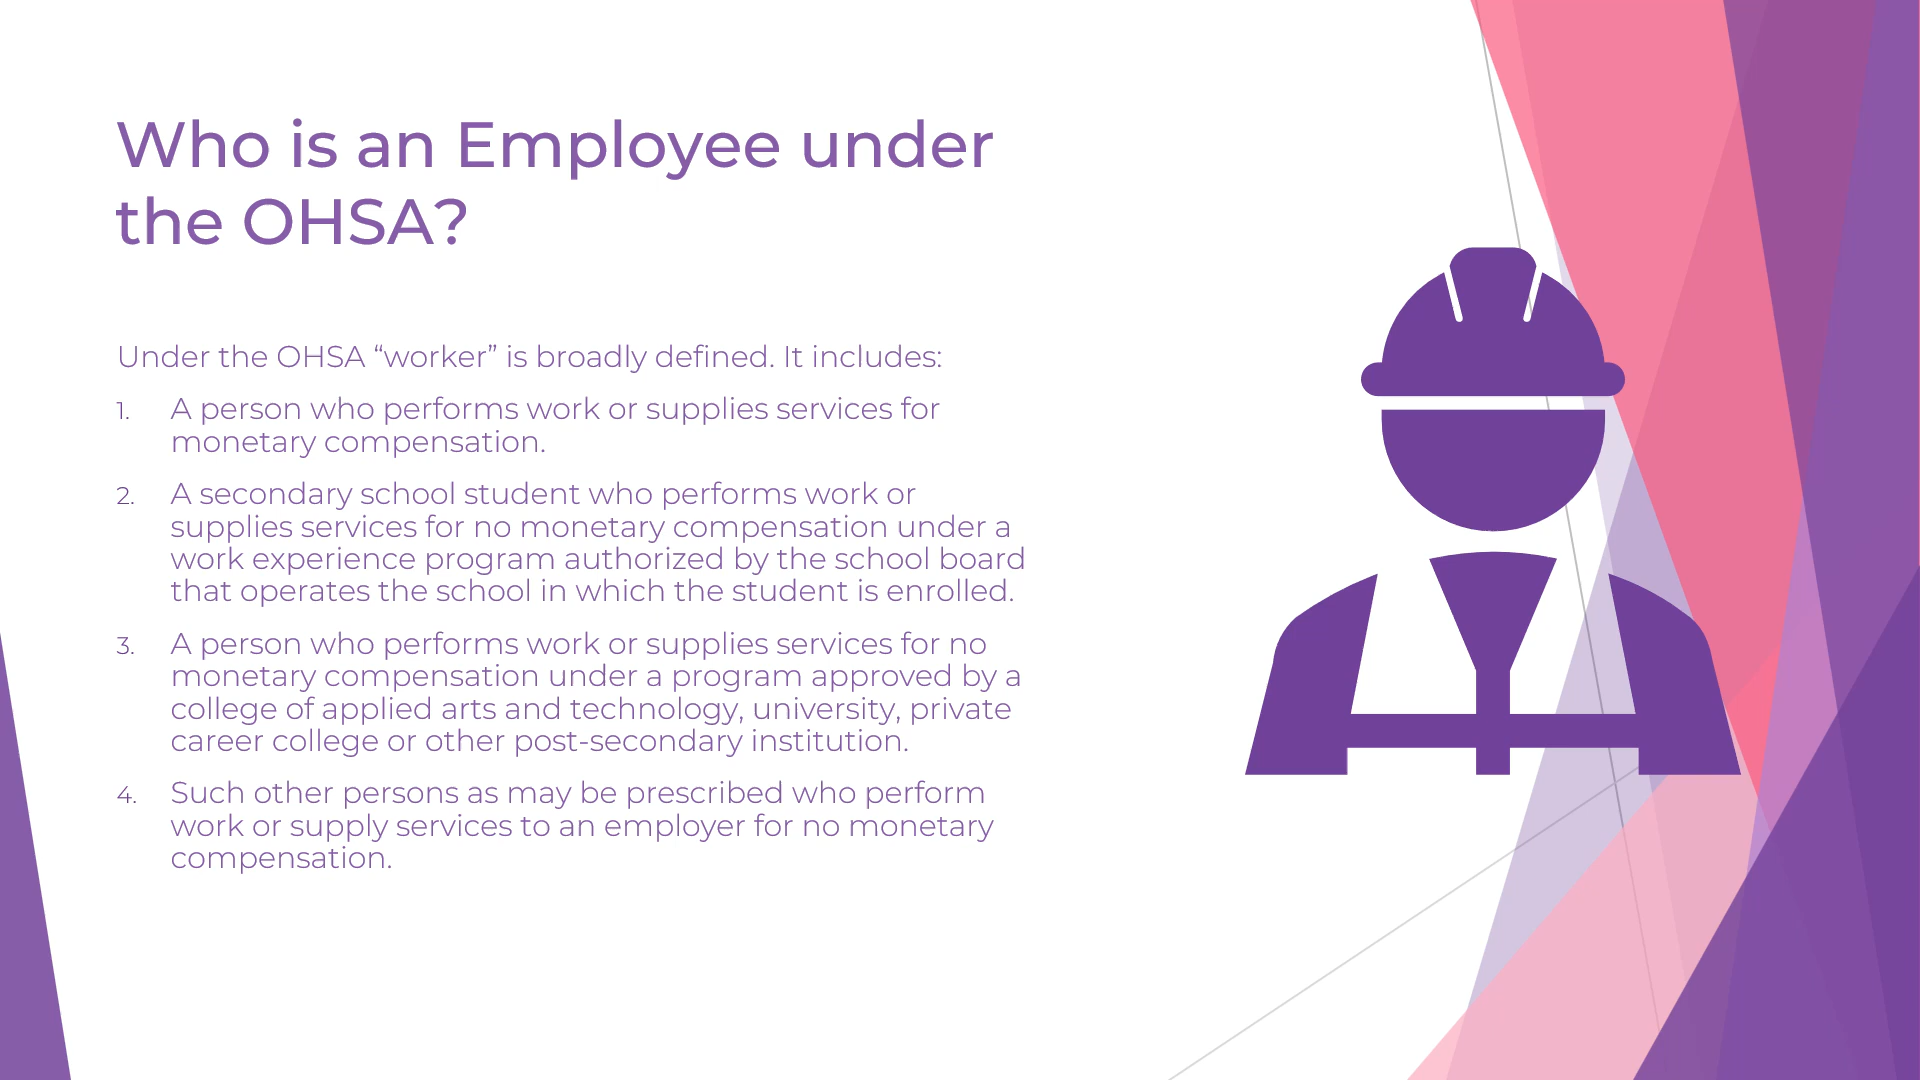 Who is an Employee under
the OHSA?
Under the OHSA “worker” is broadly defined. It includes:
1. A person who performs work or supplies services for
monetary compensation.
2. A secondary school student who performs work or
supplies services for no monetary compensation under a
work experience program authorized by the school board
that operates the school in which the student is enrolled.
3. A person who performs work or supplies services for no
monetary compensation under a program approved by a
college of applied arts and technology, university, private
career college or other post-secondary institution.
4. Such other persons as may be prescribed who perform
work or supply services to an employer for no monetary
compensation.